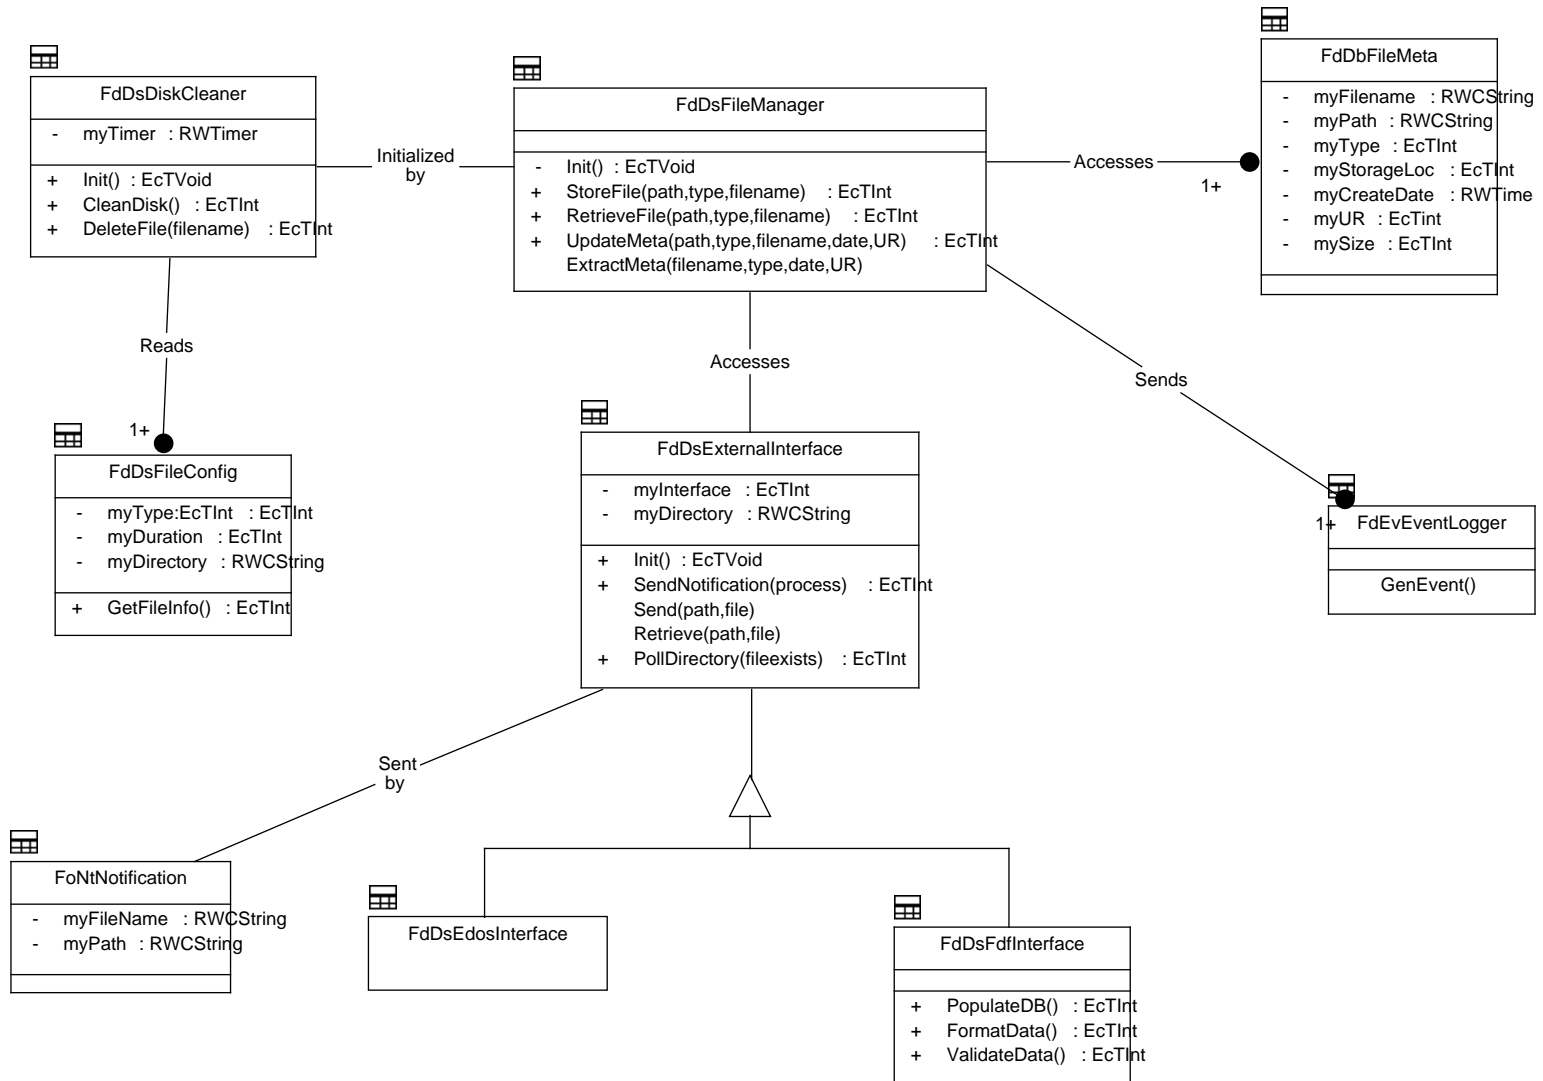 FdDsDiskCleaner
- myTimer : RWTimer
+ Init() : EcTVoid
+ CleanDisk() : EcTInt
+ DeleteFile(filename) : EcTInt
Initialized
by
FdDsFileManager
- Init() : EcTVoid
+ StoreFile(path,type,filename) : EcTInt
+ RetrieveFile(path,type,filename) : EcTInt
+ UpdateMeta(path,type,filename,date,UR) : EcTInt
ExtractMeta(filename,type,date,UR)
Accesses
1+
FdDbFileMeta
- myFilename : RWCString
- myPath : RWCString
- myType : EcTInt
- myStorageLoc : EcTInt
- myCreateDate : RWTime
- myUR : EcTint
- mySize : EcTInt
Reads
1+
Accesses
Sends
1+
FdDsFileConfig
- myType:EcTInt : EcTInt
- myDuration : EcTInt
- myDirectory : RWCString
+ GetFileInfo() : EcTInt
FdDsExternalInterface
- myInterface : EcTInt
- myDirectory : RWCString
+ Init() : EcTVoid
+ SendNotification(process) : EcTInt
Send(path,file)
Retrieve(path,file)
+ PollDirectory(fileexists) : EcTInt
FdEvEventLogger
GenEvent()
Sent
by
FoNtNotification
- myFileName : RWCString
- myPath : RWCString
FdDsEdosInterface
FdDsFdfInterface
+ PopulateDB() : EcTInt
+ FormatData() : EcTInt
+ ValidateData() : EcTInt